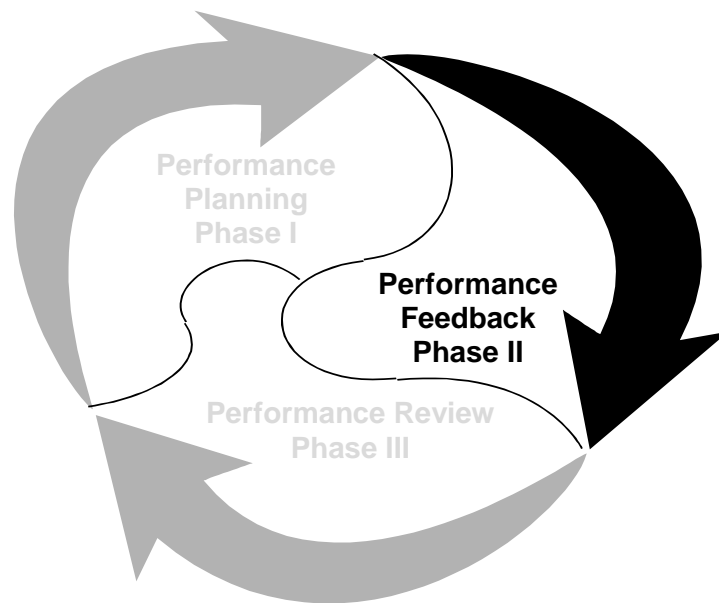 Performance
Planning
Phase I
Performance
Feedback
Phase II
Performance Review
Phase III